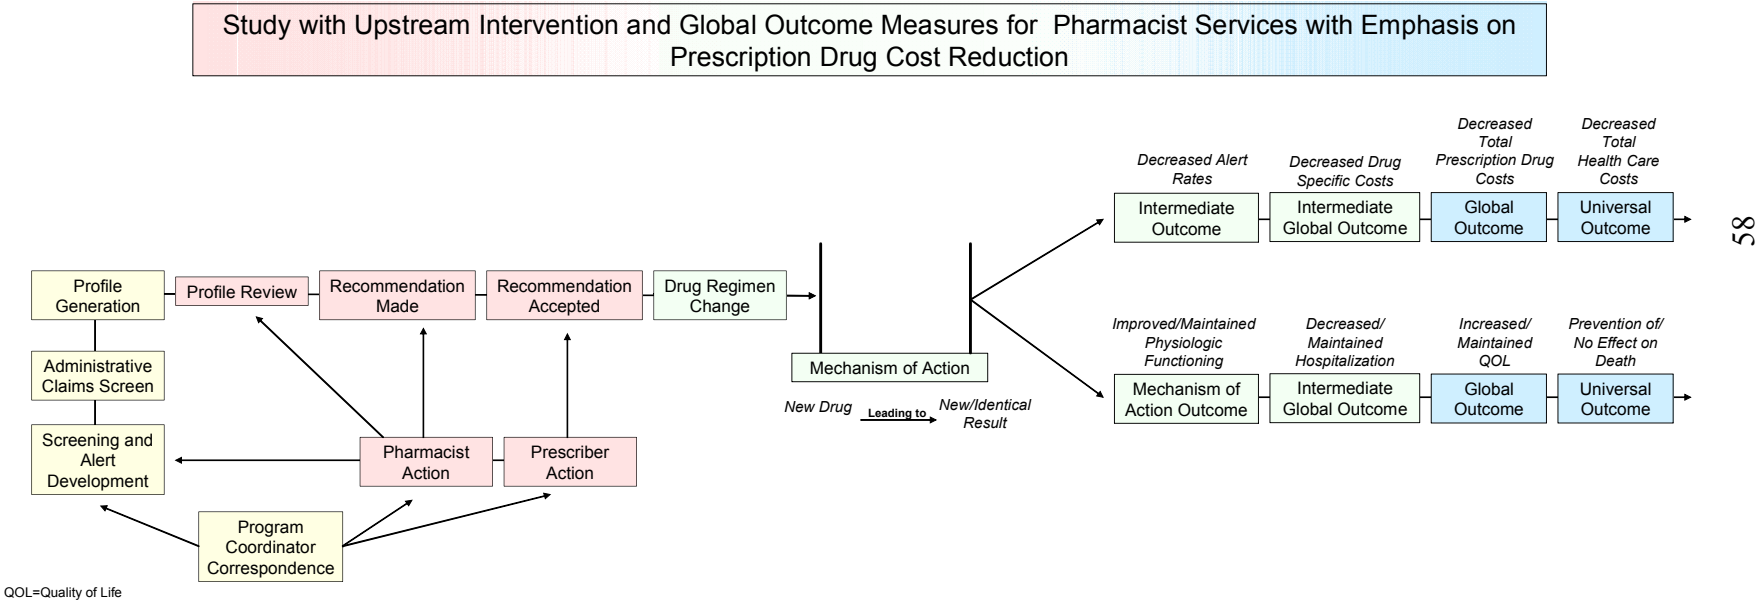 Study with Upstream Intervention and Global Outcome Measures for Pharmacist Services with Emphasis on
Prescription Drug Cost Reduction
Decreased Alert
Rates
Intermediate
Outcome
Decreased Drug
Specific Costs
Intermediate
Global Outcome
Decreased
Total
Prescription Drug
Costs
Global
Outcome
Decreased
Total
Health Care
Costs
Universal
Outcome
58
Profile
Generation
Profile Review
Recommendation
Made
Recommendation
Accepted
Drug Regimen
Change
Mechanism of Action
New Drug
Leading to
New/Identical
Result
Improved/Maintained
Physiologic
Functioning
Mechanism of
Action Outcome
Decreased/
Maintained
Hospitalization
Intermediate
Global Outcome
Increased/
Maintained
QOL
Global
Outcome
Prevention of/
No Effect on
Death
Universal
Outcome
Administrative
Claims Screen
Screening and
Alert
Development
Pharmacist
Action
Prescriber
Action
Program
Coordinator
Correspondence
QOL=Quality of Life